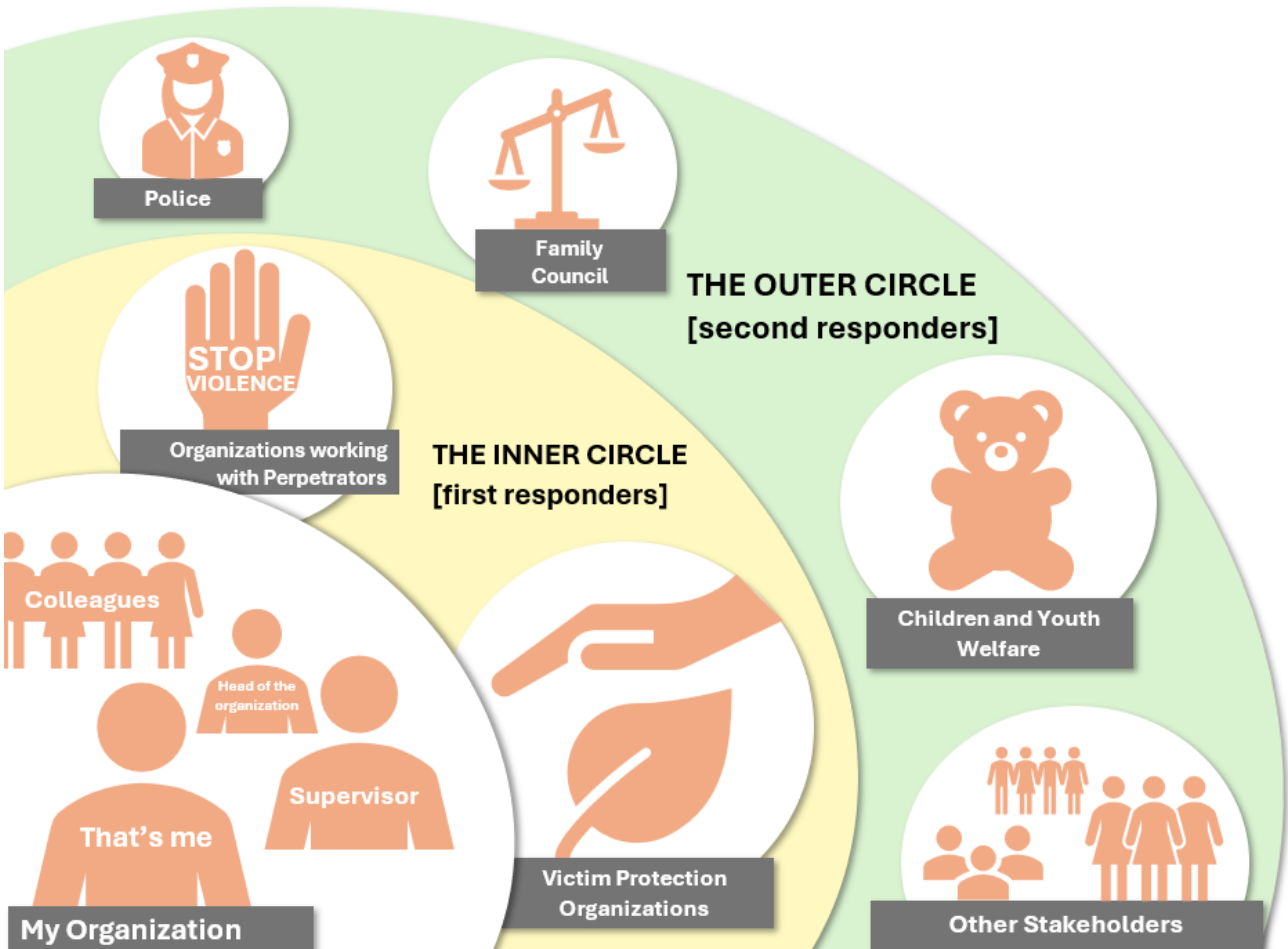 Police
Family
Council
THE OUTER CIRCLE
[second responders]
STOP
VIOLENCE
Organizations working
with Perpetrators
THE INNER CIRCLE
[first responders]
Children and Youth
Welfare
Colleagues
Head of the
organization
Supervisor
That's me
My Organization
Victim Protection
Organizations
Other Stakeholders